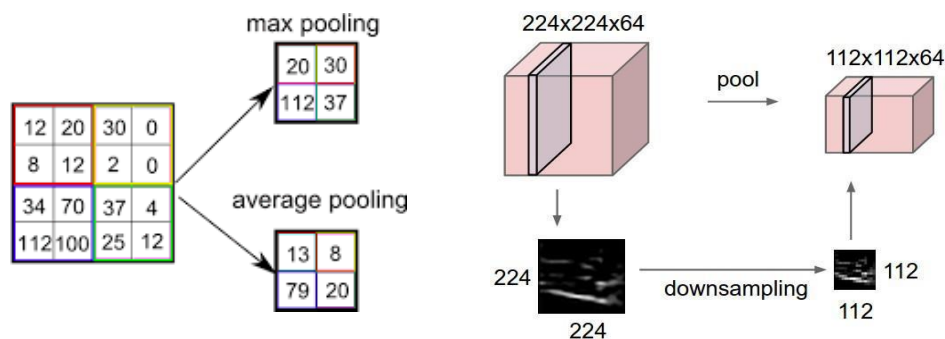 max pooling
20 30
112 37
12 20 30 0
8 12 2 0
34 70 37 4
112 100 25 12
average pooling
13 8
79 20
224x224x64
112x112x64
pool
224
224
downsampling
112
112